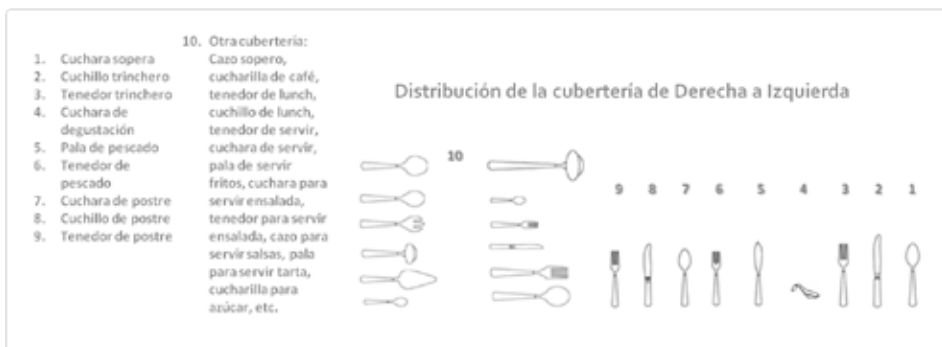 1. Cuchara sopera
2. Cuchillo trinchero
3. Tenedor trinchero
4. Cuchara de
degustación
5. Pala de pescado
6. Tenedor de
pescado
7. Cuchara de postre
8. Cuchillo de postre
9. Tenedor de postre
10. Otra cubertería:
Cazo sopero,
cucharilla de café,
tenedor de lunch,
cuchillo de lunch,
tenedor de servir,
cuchara de servir,
pala de servir
fritos, cuchara para
servir ensalada,
tenedor para servir
ensalada, cazo para
servir salsas, pala
para servir tarta,
cucharilla para
azúcar, etc.
Distribución de la cubertería de Derecha a Izquierda
10
9 8 7 6 5 4 3 2 1